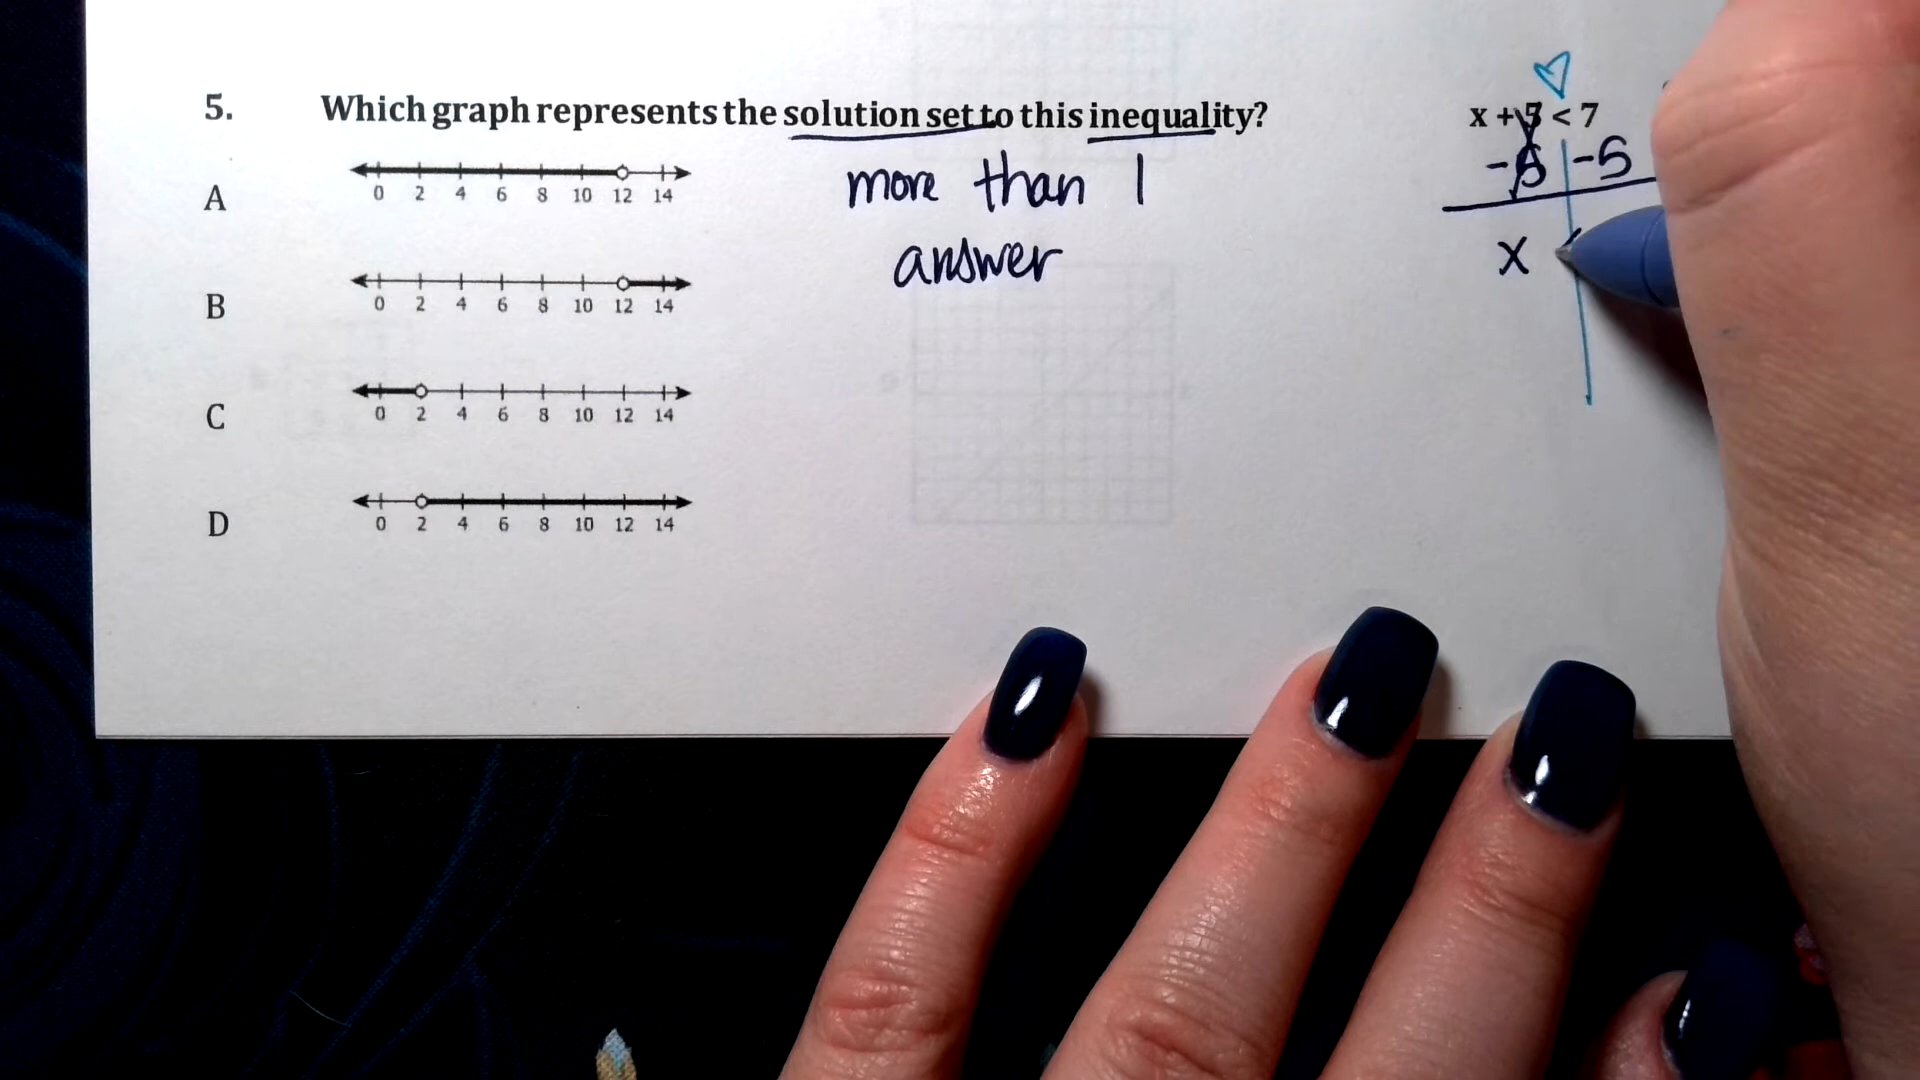 5. Which graph represents the solution set to this inequality? x + 5 < 7
-5 -5
x <
more than 1
answer
A 0 2 4 6 8 10 12 14
B 0 2 4 6 8 10 12 14
C 0 2 4 6 8 10 12 14
D 0 2 4 6 8 10 12 14